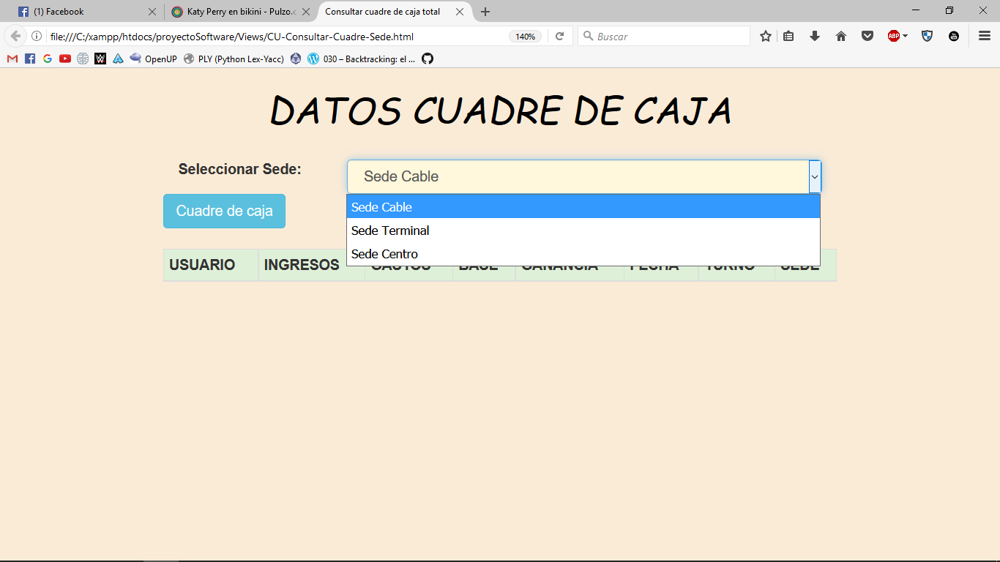 (1) Facebook
Katy Perry en bikini - Pulzo.c
Consultar cuadre de caja total
file:///C:/xampp/htdocs/proyectoSoftware/Views/CU-Consultar-Cuadre-Sede.html
140%
Buscar
ABP
OpenUP
PLY (Python Lex-Yacc)
030 – Backtracking: el ...
DATOS CUADRE DE CAJA
Seleccionar Sede:
Sede Cable
Sede Cable
Sede Terminal
Sede Centro
Cuadre de caja
USUARIO INGRESOS GASTOS BASE GANANCIA FECHA TURNO SEDE